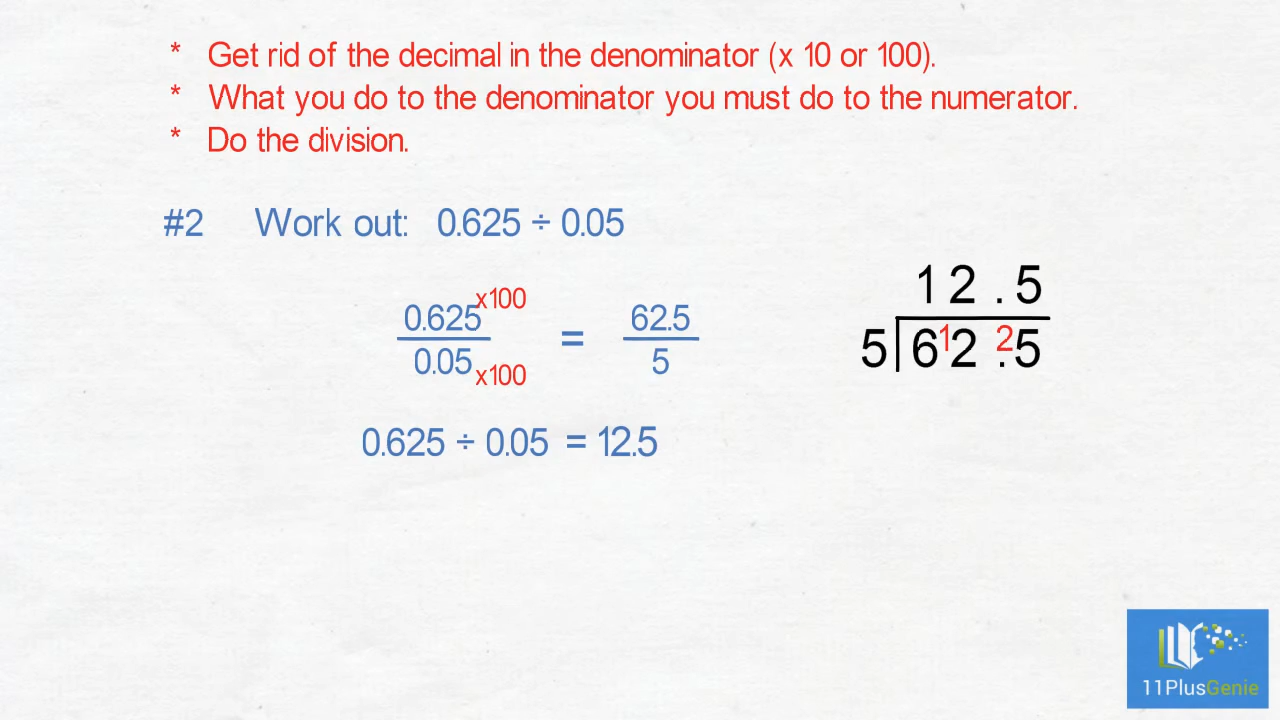 * Get rid of the decimal in the denominator (x 10 or 100).
* What you do to the denominator you must do to the numerator.
* Do the division.
#2 Work out: 0.625 ÷ 0.05
0.625 x100
0.05 x100
=
62.5
5
12.5
5 6 1 2 . 2 5
0.625 ÷ 0.05 = 12.5
11PlusGenie